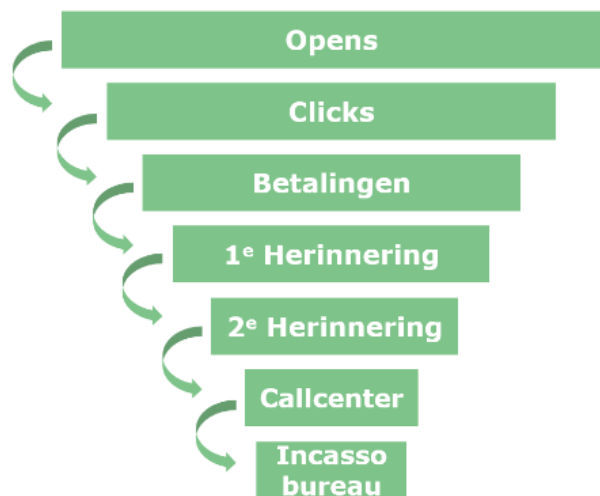 Opens
Clicks
Betalingen
1ᵉ Herinnering
2ᵉ Herinnering
Callcenter
Incasso
bureau